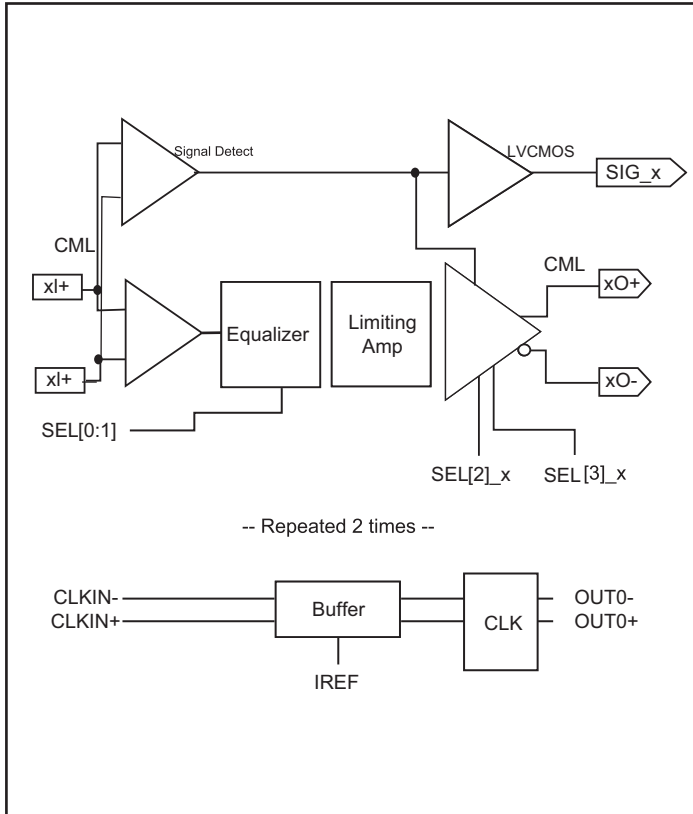 Signal Detect
LVCMOS
SIG_x
CML
CML
xI+
xO+
Equalizer
Limiting
Amp
xI+
xO-
SEL[0:1]
SEL[2]_x
SEL[3]_x
-- Repeated 2 times --
CLKIN-
CLKIN+
Buffer
CLK
OUT0-
OUT0+
IREF